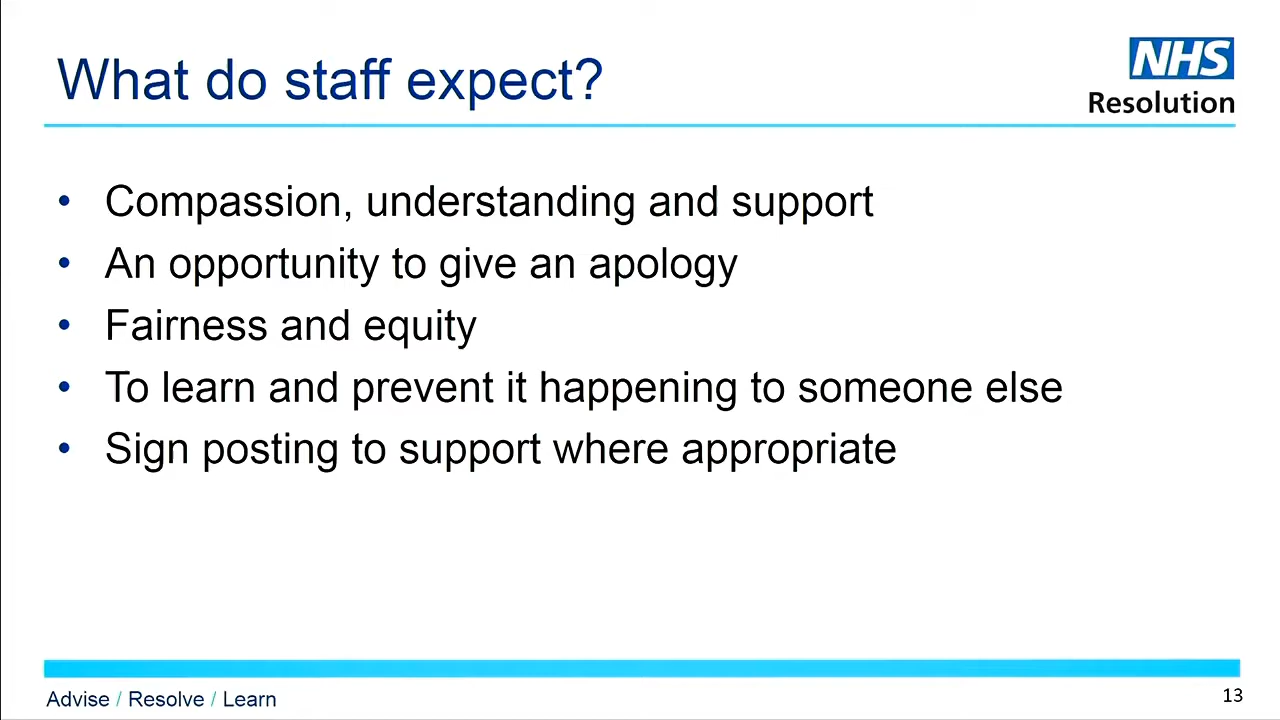 What do staff expect?
NHS
Resolution
• Compassion, understanding and support
• An opportunity to give an apology
• Fairness and equity
• To learn and prevent it happening to someone else
• Sign posting to support where appropriate
Advise / Resolve / Learn
13